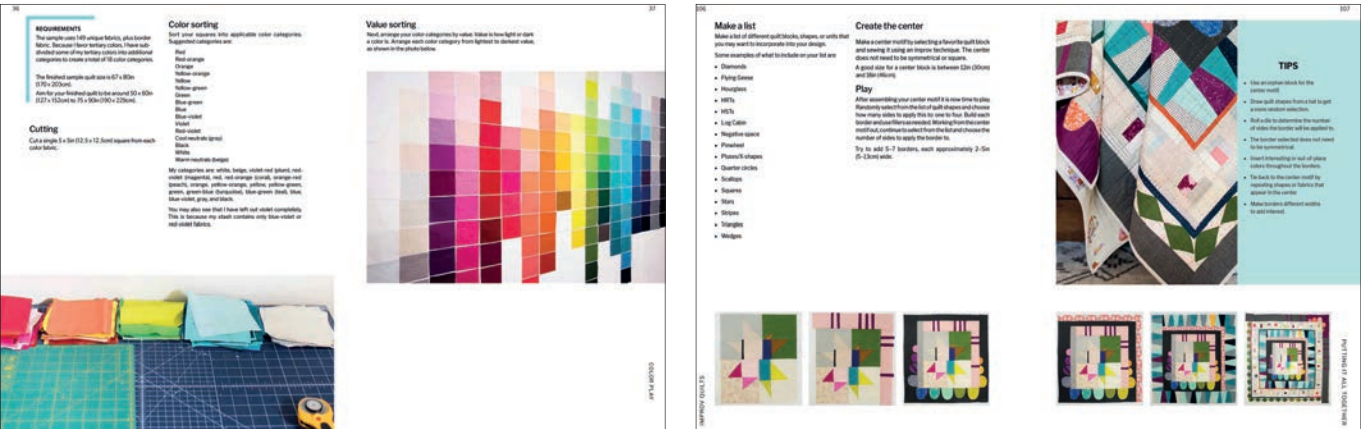 36
REQUIREMENTS
The sample uses 149 unique fabrics, plus border
fabric. Because I favor tertiary colors, I have sub-
divided some of my tertiary colors into additional
categories to create a total of 18 color categories.
The finished sample quilt size is 67 x 80in
(170 x 203cm).
Aim for your finished quilt to be around 50 x 60in
(127 x 152cm) to 75 x 90in (190 x 229cm).
Cutting
Cut a single 5 x 5in (12.5 x 12.5cm) square from each
color fabric.
Color sorting
Sort your squares into applicable color categories.
Suggested categories are:
Red
Red-orange
Orange
Yellow-orange
Yellow
Yellow-green
Green
Blue-green
Blue
Blue-violet
Violet
Red-violet
Cool neutrals (gray)
Black
White
Warm neutrals (beige)
My categories are: white, beige, violet-red (plum), red-
violet (magenta), red, red-orange (coral), orange-red
(peach), orange, yellow-orange, yellow, yellow-green,
green, green-blue (turquoise), blue-green (teal), blue,
blue-violet, gray, and black.
You may also see that I have left out violet completely.
This is because my stash contains only blue-violet or
red-violet fabrics.
37
Value sorting
Next, arrange your color categories by value. Value is how light or dark
a color is. Arrange each color category from lightest to darkest value,
as shown in the photo below.
COLOR PLAY
106
Make a list
Make a list of different quilt blocks, shapes, or units that
you may want to incorporate into your design.
Some examples of what to include on your list are
▸ Diamonds
▸ Flying Geese
▸ Hourglass
▸ HRTs
▸ HSTs
▸ Log Cabin
▸ Negative space
▸ Pinwheel
▸ Pluses/X shapes
▸ Quarter circles
▸ Scallops
▸ Squares
▸ Stars
▸ Stripes
▸ Triangles
▸ Wedges
Create the center
Make a center motif by selecting a favorite quilt block
and sewing it using an improv technique. The center
does not need to be symmetrical or square.
A good size for a center block is between 12in (30cm)
and 18in (46cm).
Play
After assembling your center motif it is now time to play.
Randomly select from the list of quilt shapes and choose
how many sides to apply this to: one to four. Build each
border and use fillers as needed. Working from the center
motif out, continue to select from the list and choose the
number of sides to apply the border to.
Try to add 5–7 borders, each approximately 2–5in
(5–13cm) wide.
IMPROV QUILTS
107
TIPS
▸ Use an orphan block for the
center motif.
▸ Draw quilt shapes from a hat to get
a more random selection.
▸ Roll a die to determine the number
of sides the border will be applied to.
▸ The border selected does not need
to be symmetrical.
▸ Insert interesting or out-of-place
colors throughout the borders.
▸ Tie back to the center motif by
repeating shapes or fabrics that
appear in the center.
▸ Make borders different widths
to add interest.
PUTTING IT ALL TOGETHER